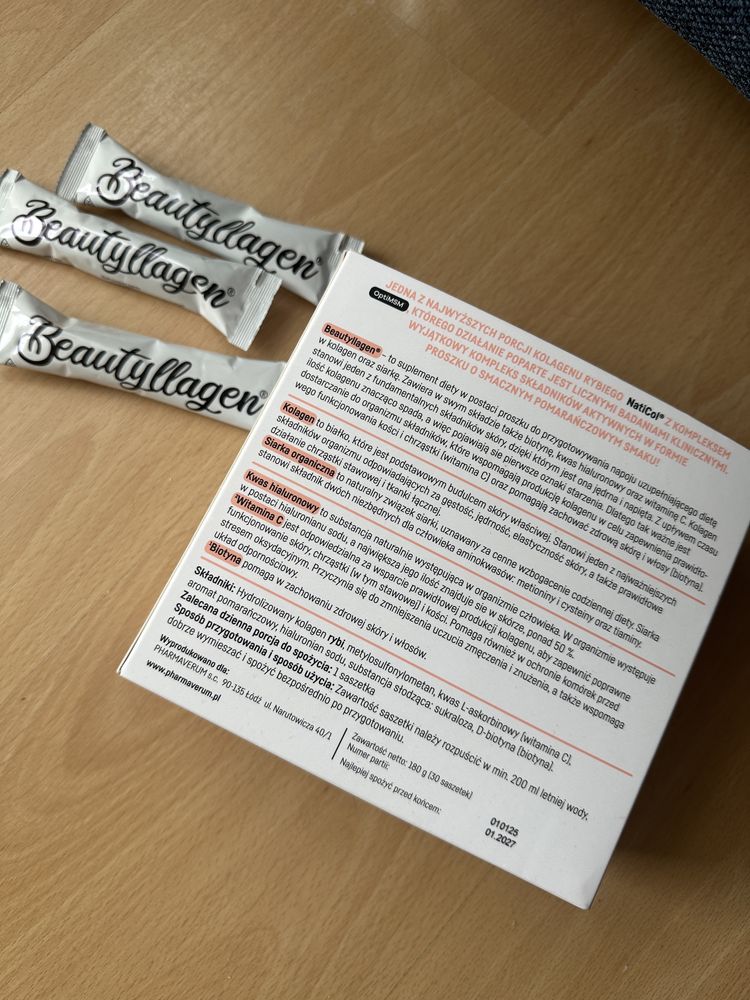 Beautyllagen®
Beautyllagen®
Beautyllagen®
JEDNA Z NAJWYŻSZYCH PORCJI KOLAGENU RYBIEGO NatiCol® Z KOMPLEKSEM
OptiMSM, KTÓREGO DZIAŁANIE POPARTE JEST LICZNYMI BADANIAMI KLINICZNYMI.
WYJĄTKOWY KOMPLEKS SKŁADNIKÓW AKTYWNYCH W FORMIE
PROSZKU O SMACZNYM POMARAŃCZOWYM SMAKU!
Beautyllagen® – to suplement diety w postaci proszku do przygotowywania napoju uzupełniającego dietę
w kolagen oraz siarkę. Zawiera w swym składzie także biotynę, kwas hialuronowy oraz witaminę C. Kolagen
stanowi jeden z fundamentalnych składników skóry, dzięki którym jest ona jędrna i napięta. Z upływem czasu
ilość kolagenu znacząco spada, a więc pojawiają się pierwsze oznaki starzenia. Dlatego tak ważne jest
dostarczanie do organizmu składników, które wspomagają produkcję kolagenu w celu zapewnienia prawidło-
wego funkcjonowania kości i chrząstki (witamina C) oraz pomagają zachować zdrową skórę i włosy (biotyna).
Kolagen to białko, które jest podstawowym budulcem skóry właściwej. Stanowi jeden z najważniejszych
składników organizmu odpowiadających za gęstość, jędrność, elastyczność skóry, a także prawidłowe
działanie chrząstki stawowej i tkanki łącznej.
Siarka organiczna to naturalny związek siarki, uznawany za cenne wzbogacenie codziennej diety. Siarka
stanowi składnik dwóch niezbędnych dla człowieka aminokwasów: metioniny i cysteiny oraz tiaminy.
Kwas hialuronowy to substancja naturalnie występująca w organizmie człowieka. W organizmie występuje
w postaci hialuronianu sodu, a największa jego ilość znajduje się w skórze, ponad 50 %.
¹Witamina C jest odpowiedzialna za wsparcie prawidłowej produkcji kolagenu, aby zapewnić poprawne
funkcjonowanie skóry, chrząstki (w tym stawowej) i kości. Pomaga również w ochronie komórek przed
stresem oksydacyjnym. Przyczynia się do zmniejszenia uczucia zmęczenia i znużenia, a także wspomaga
układ odpornościowy.
²Biotyna pomaga w zachowaniu zdrowej skóry i włosów.
Składniki: Hydrolizowany kolagen rybi, metylosulfonylometan, kwas L-askorbinowy (witamina C),
aromat pomarańczowy, hialuronian sodu, substancja słodząca: sukraloza, D-biotyna (biotyna).
Zalecana dzienna porcja do spożycia: 1 saszetka
Sposób przygotowania i sposób użycia: Zawartość saszetki należy rozpuścić w min. 200 ml letniej wody,
dobrze wymieszać i spożyć bezpośrednio po przygotowaniu.
Wyprodukowano dla:
PHARMAVERUM s.c. 90-135 Łódź ul. Narutowicza 40/1
www.pharmaverum.pl
Zawartość netto: 180 g (30 saszetek)
Numer partii:
Najlepiej spożyć przed końcem:
010125
01.2027